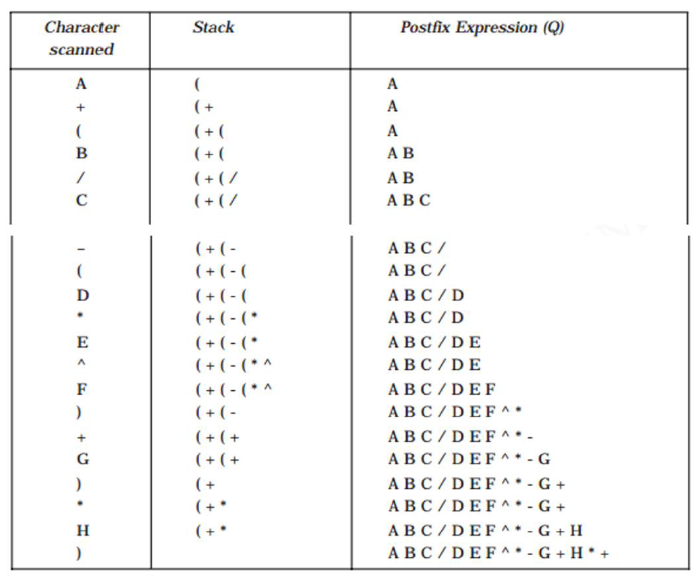 Character scanned Stack Postfix Expression (Q)
A ( A
+ ( + A
( ( + ( A
B ( + ( A B
/ ( + ( / A B
C ( + ( / A B C
– ( + ( - A B C /
( ( + ( - ( A B C /
D ( + ( - ( A B C / D
* ( + ( - ( * A B C / D
E ( + ( - ( * A B C / D E
^ ( + ( - ( * ^ A B C / D E
F ( + ( - ( * ^ A B C / D E F
) ( + ( - A B C / D E F ^ *
+ ( + ( + A B C / D E F ^ * -
G ( + ( + A B C / D E F ^ * - G
) ( + A B C / D E F ^ * - G +
* ( + * A B C / D E F ^ * - G +
H ( + * A B C / D E F ^ * - G + H
) A B C / D E F ^ * - G + H * +